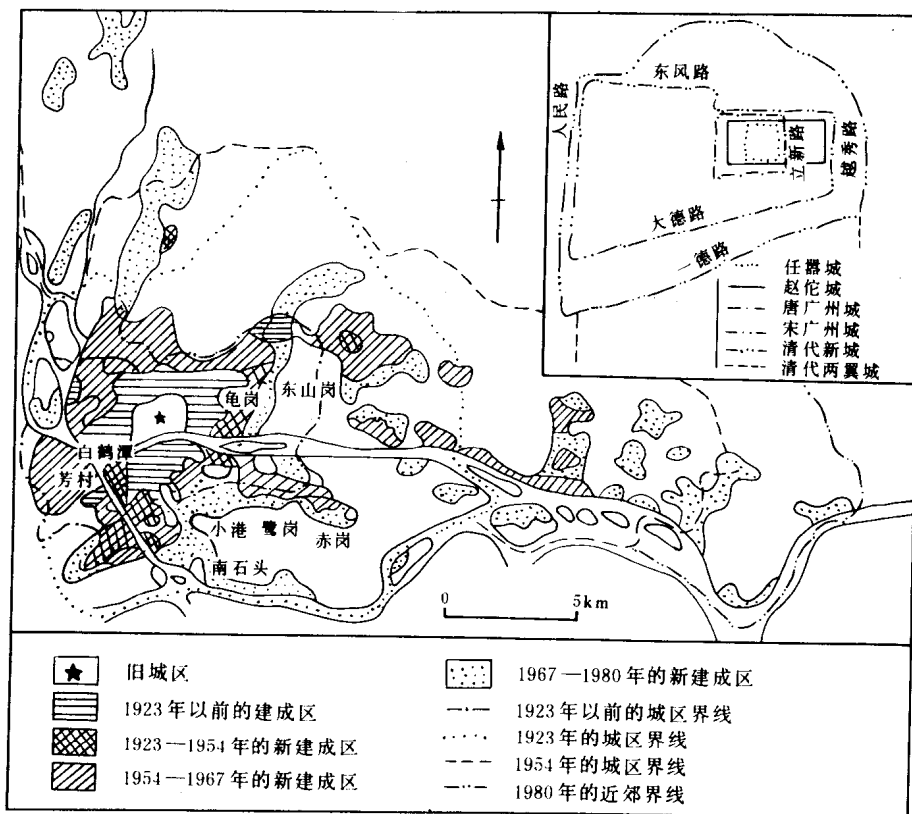 东风路
人民路
立新路
越秀路
大德路
一德路
任嚣城
赵佗城
唐广州城
宋广州城
清代新城
清代两翼城
龟岗
东山岗
白鹤潭
芳村
小港
鹭岗
赤岗
南石头
0
5km
旧城区
1923年以前的建成区
1923—1954年的新建成区
1954—1967年的新建成区
1967—1980年的新建成区
1923年以前的城区界线
1923年的城区界线
1954年的城区界线
1980年的近郊界线